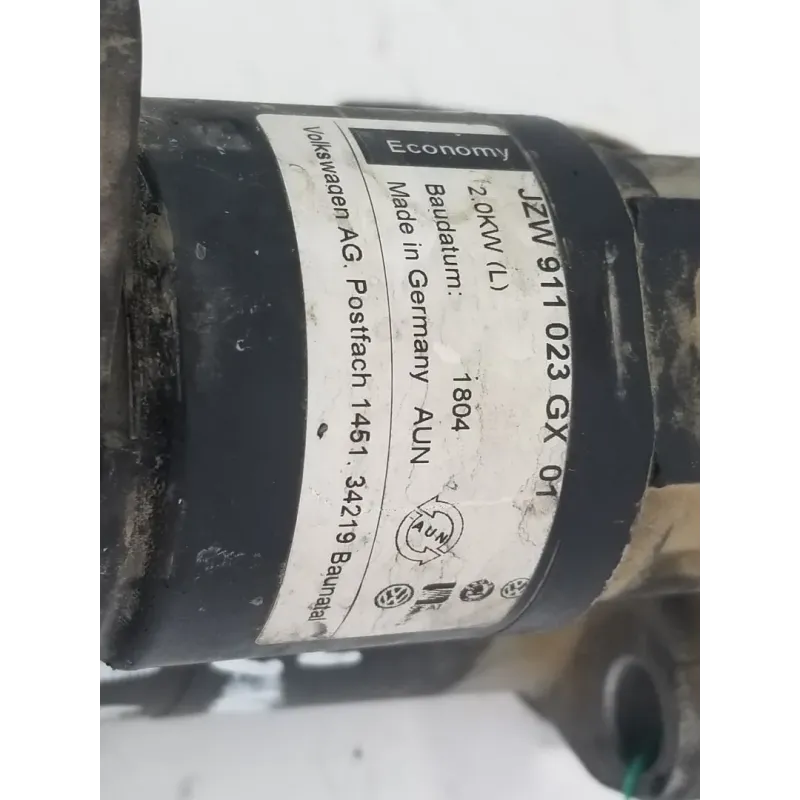 Economy
JZW 911 023 GX 01
2.0KW (L)
Baudatum: 1804
Made in Germany AUN
AUN
Volkswagen AG. Postfach 1451. 34219 Baunatal